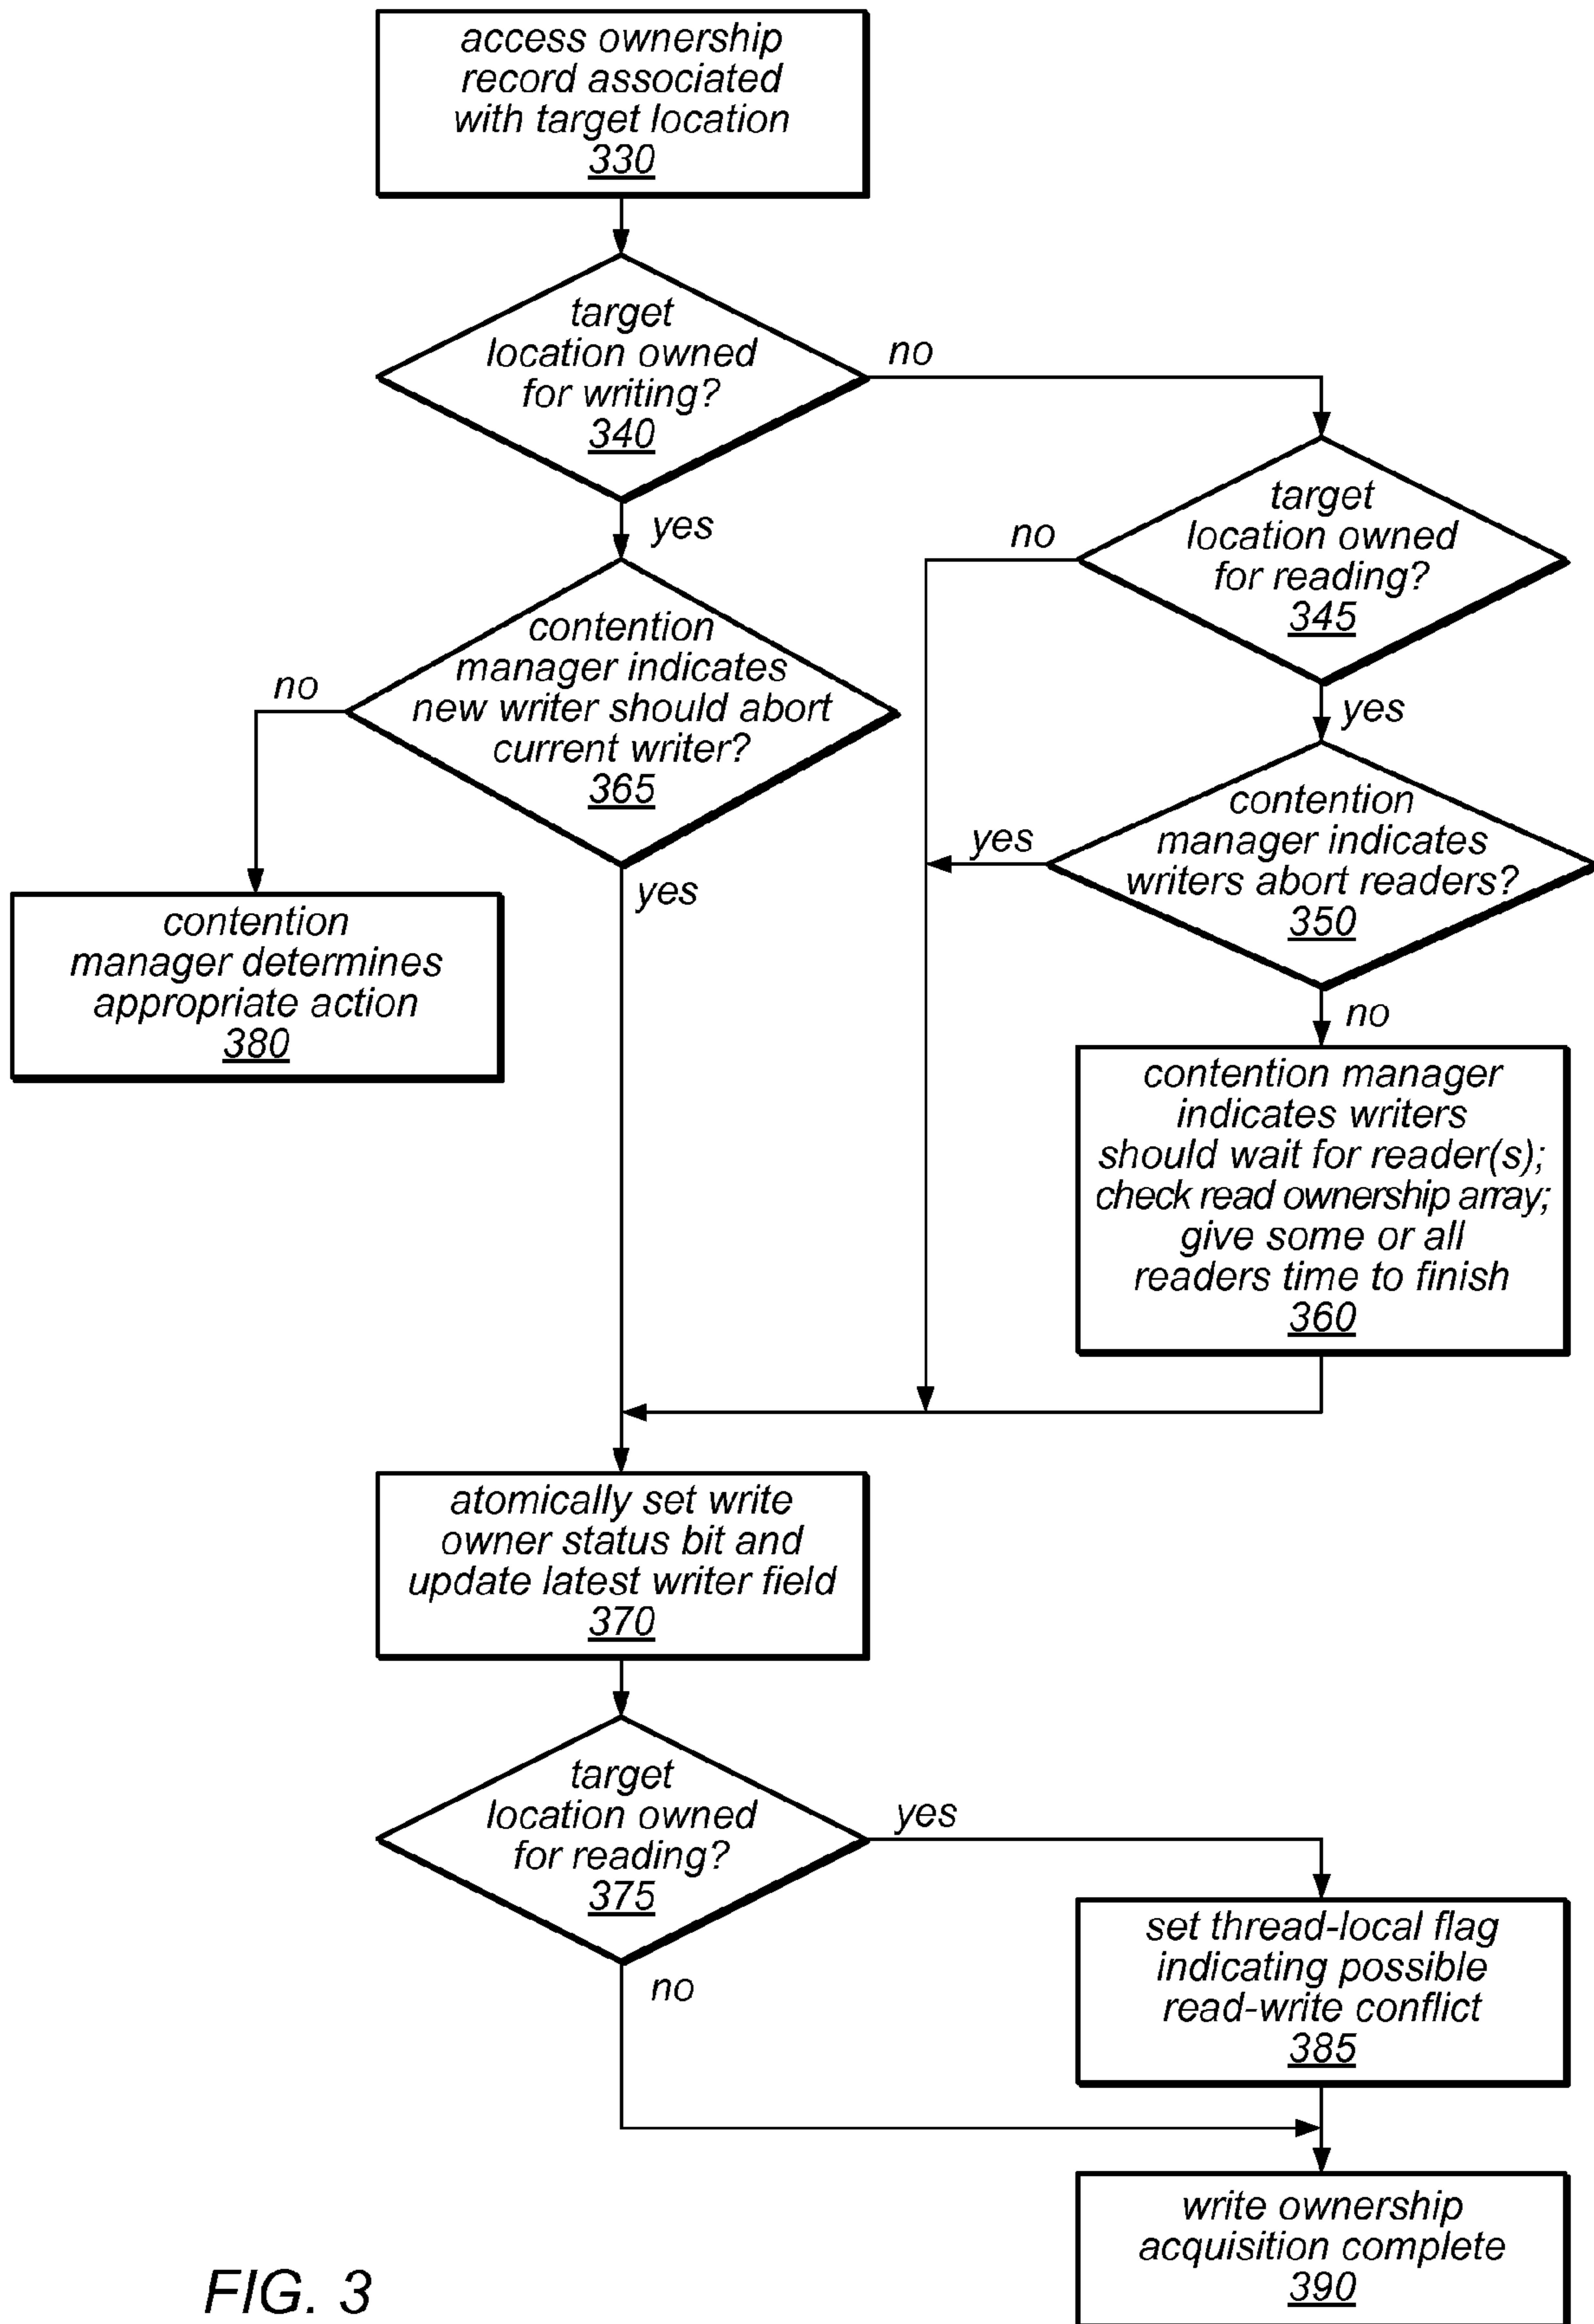 access ownership
record associated
with target location
330
target
location owned
for writing?
340
no
yes
target
location owned
for reading?
345
no
yes
contention
manager indicates
new writer should abort
current writer?
365
no
yes
contention
manager indicates
writers abort readers?
350
yes
no
contention
manager determines
appropriate action
380
contention manager
indicates writers
should wait for reader(s);
check read ownership array;
give some or all
readers time to finish
360
atomically set write
owner status bit and
update latest writer field
370
target
location owned
for reading?
375
yes
no
set thread-local flag
indicating possible
read-write conflict
385
write ownership
acquisition complete
390
FIG. 3